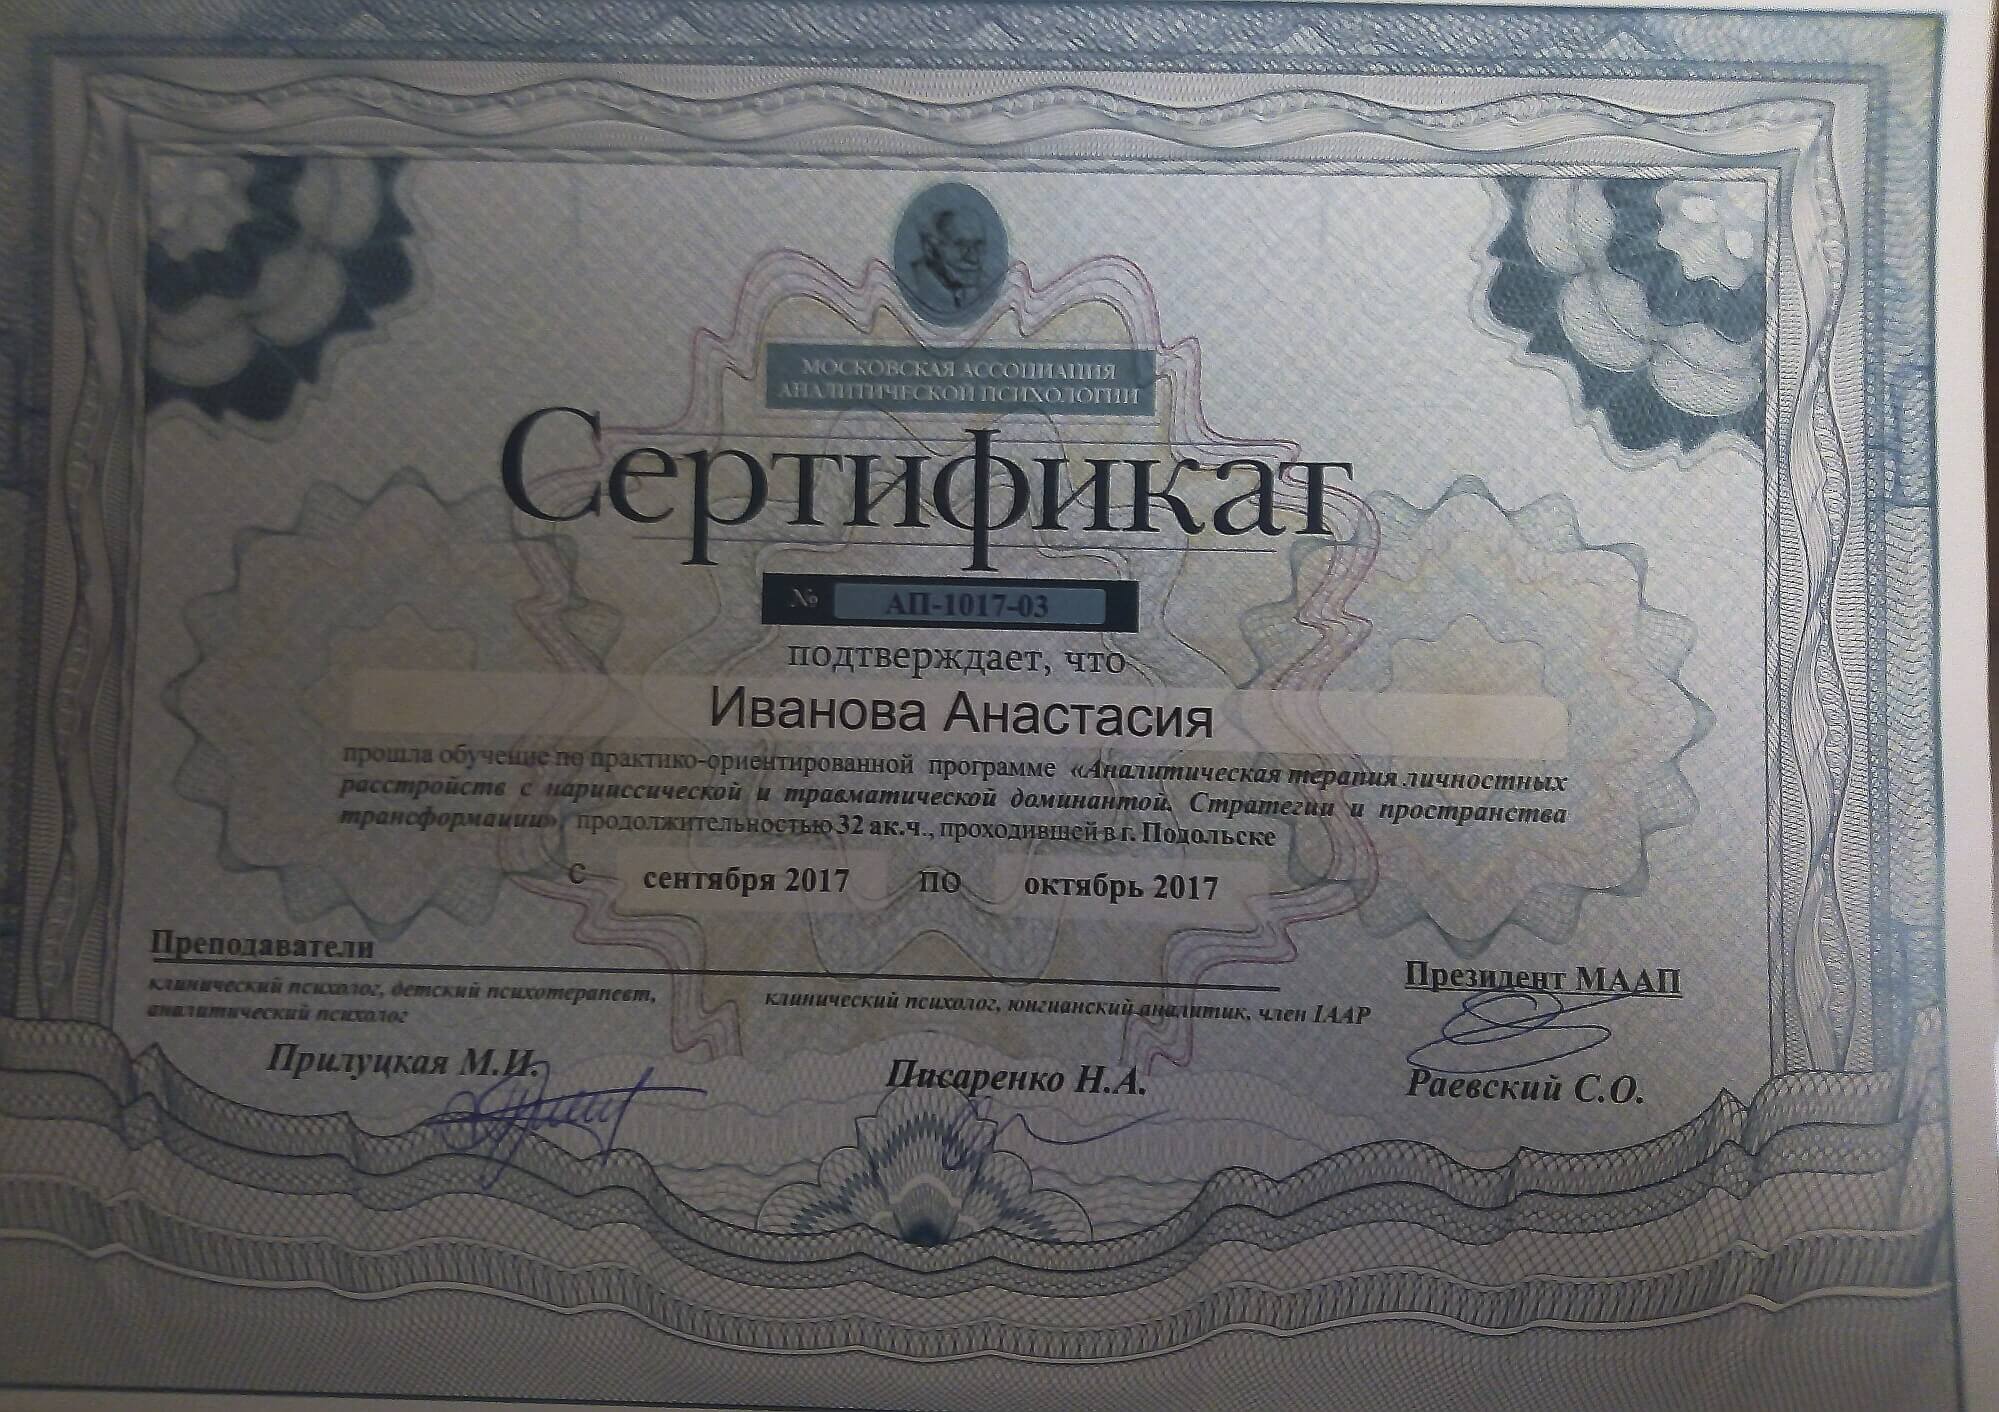 МОСКОВСКАЯ АССОЦИАЦИЯ
АНАЛИТИЧЕСКОЙ ПСИХОЛОГИИ
Сертификат
№ АП-1017-03
подтверждает, что
Иванова Анастасия
прошла обучение по практико-ориентированной программе «Аналитическая терапия личностных
расстройств с нарциссической и травматической доминантой. Стратегии и пространства
трансформации», продолжительностью 32 ак.ч., проходившей в г. Подольске
С сентября 2017 ПО октябрь 2017
Преподаватели
клинический психолог, детский психотерапевт,
аналитический психолог
Прилуцкая М.И.
клинический психолог, юнгианский аналитик, член IAAP
Писаренко Н.А.
Президент МААП
Раевский С.О.